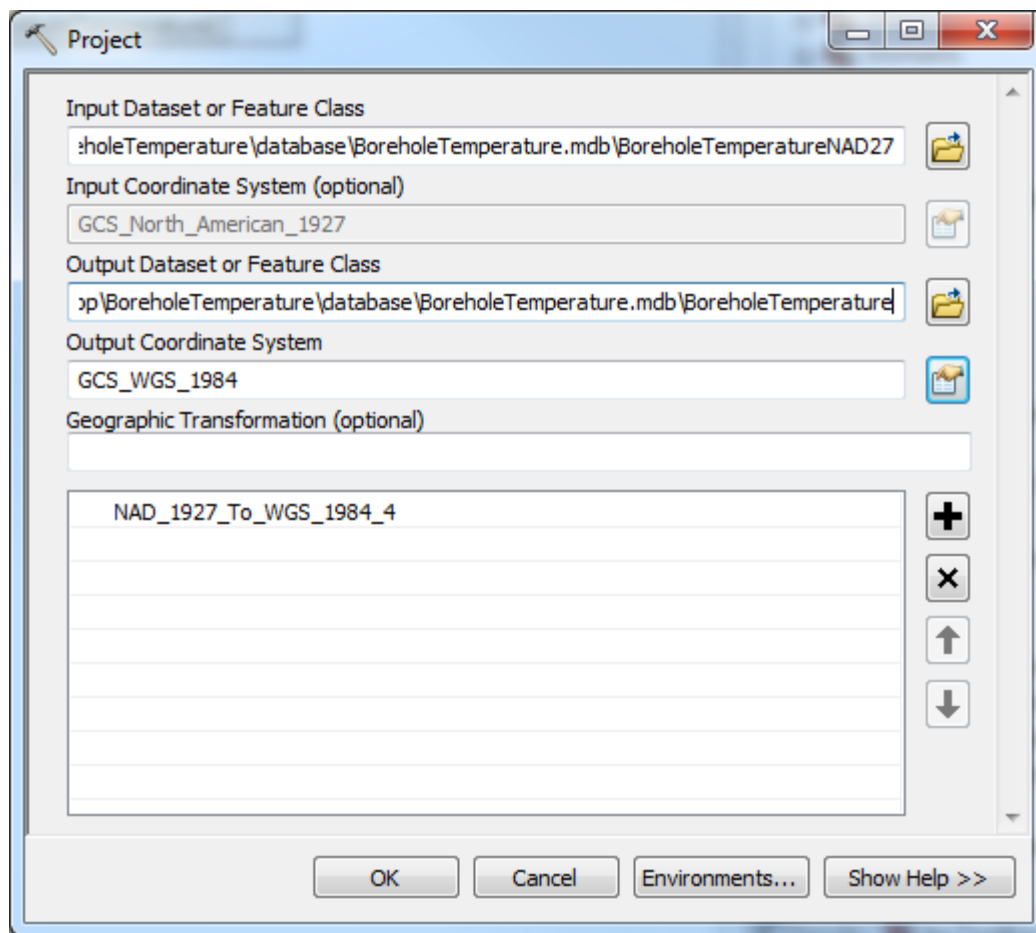 Project
Input Dataset or Feature Class
holeTemperature\database\BoreholeTemperature.mdb\BoreholeTemperatureNAD27
Input Coordinate System (optional)
GCS_North_American_1927
Output Dataset or Feature Class
op\BoreholeTemperature\database\BoreholeTemperature.mdb\BoreholeTemperature
Output Coordinate System
GCS_WGS_1984
Geographic Transformation (optional)
NAD_1927_To_WGS_1984_4
OK
Cancel
Environments...
Show Help >>